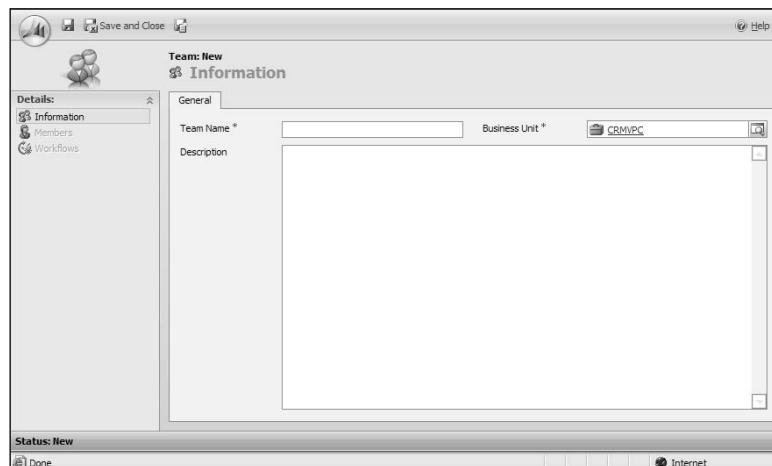 Save and Close
Help
Team: New
Information
Details:
Information
Members
Workflows
General
Team Name *
Business Unit *
CRMVPC
Description
Status: New
Done
Internet